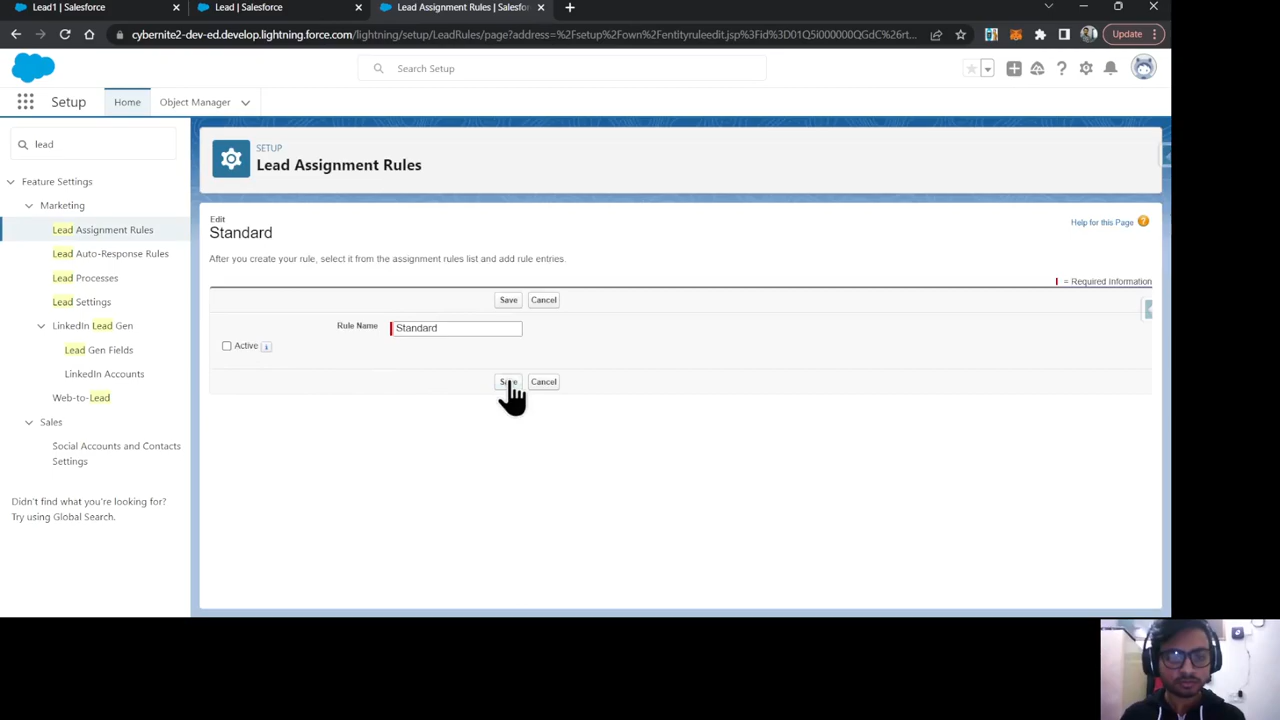 Lead1 | Salesforce
Lead | Salesforce
Lead Assignment Rules | Salesfor
cybernite2-dev-ed.develop.lightning.force.com/lightning/setup/LeadRules/page?address=%2Fsetup%2Fown%2Fentityruleedit.jsp%3Fid%3D01Q5i000000QGdC%26rt...
Update
Search Setup
Setup
Home
Object Manager
lead
Feature Settings
Marketing
Lead Assignment Rules
Lead Auto-Response Rules
Lead Processes
Lead Settings
LinkedIn Lead Gen
Lead Gen Fields
LinkedIn Accounts
Web-to-Lead
Sales
Social Accounts and Contacts
Settings
Didn't find what you're looking for?
Try using Global Search.
SETUP
Lead Assignment Rules
Edit
Standard
Help for this Page
After you create your rule, select it from the assignment rules list and add rule entries.
= Required Information
Save Cancel
Rule Name Standard
Active
Save Cancel